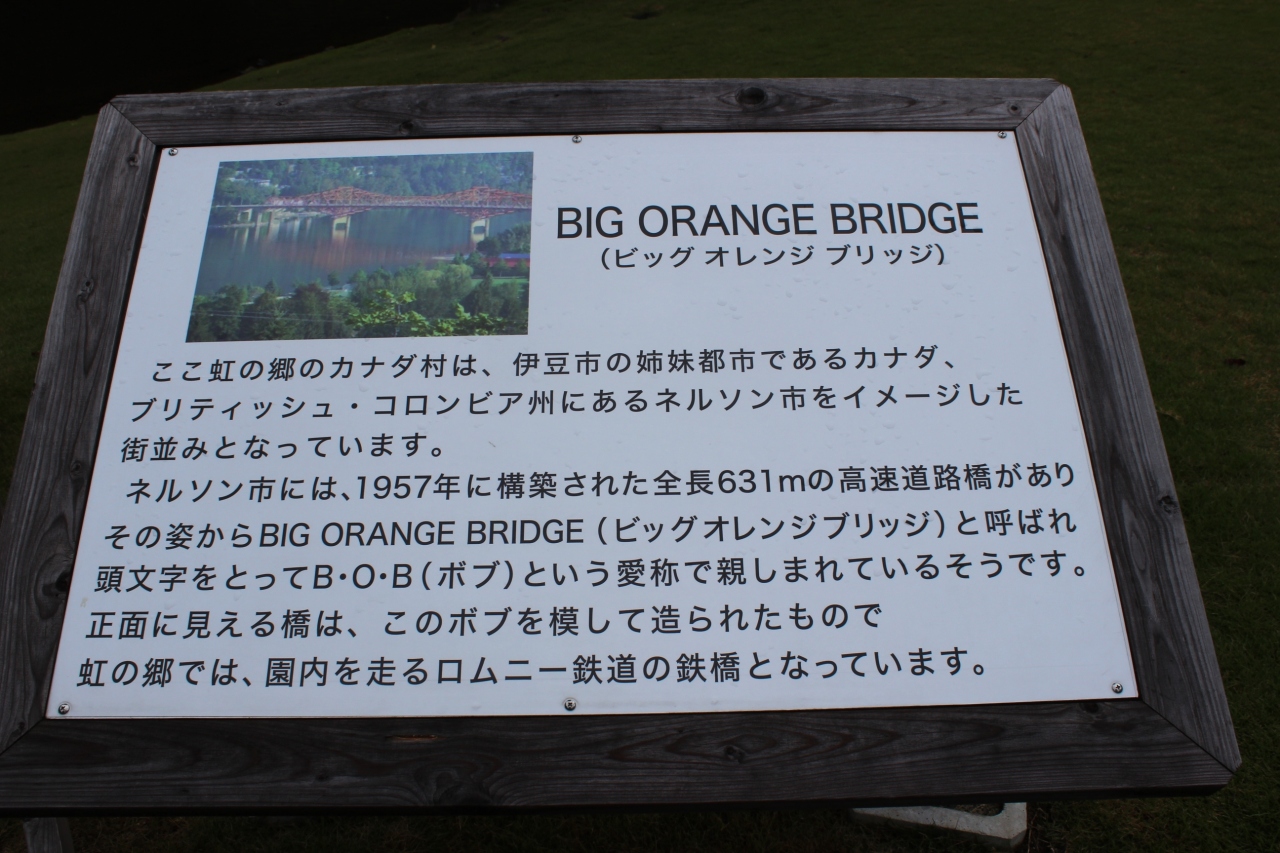 BIG ORANGE BRIDGE
（ビッグ オレンジ ブリッジ）
ここ虹の郷のカナダ村は、伊豆市の姉妹都市であるカナダ、
ブリティッシュ・コロンビア州にあるネルソン市をイメージした
街並みとなっています。
ネルソン市には、1957年に構築された全長631mの高速道路橋があり
その姿からBIG ORANGE BRIDGE（ビッグオレンジブリッジ）と呼ばれ
頭文字をとってB・O・B（ボブ）という愛称で親しまれているそうです。
正面に見える橋は、このボブを模して造られたもので
虹の郷では、園内を走るロムニー鉄道の鉄橋となっています。